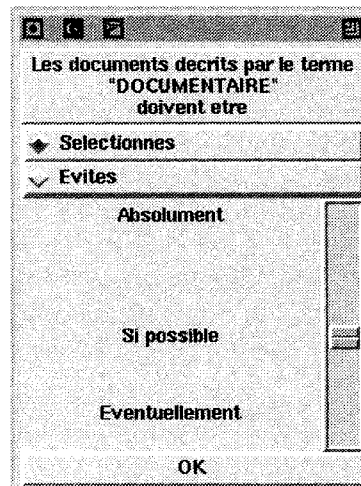 Les documents decrits par le terme
"DOCUMENTAIRE"
doivent etre
Selectionnes
Evites
Absolument
Si possible
Eventuellement
OK